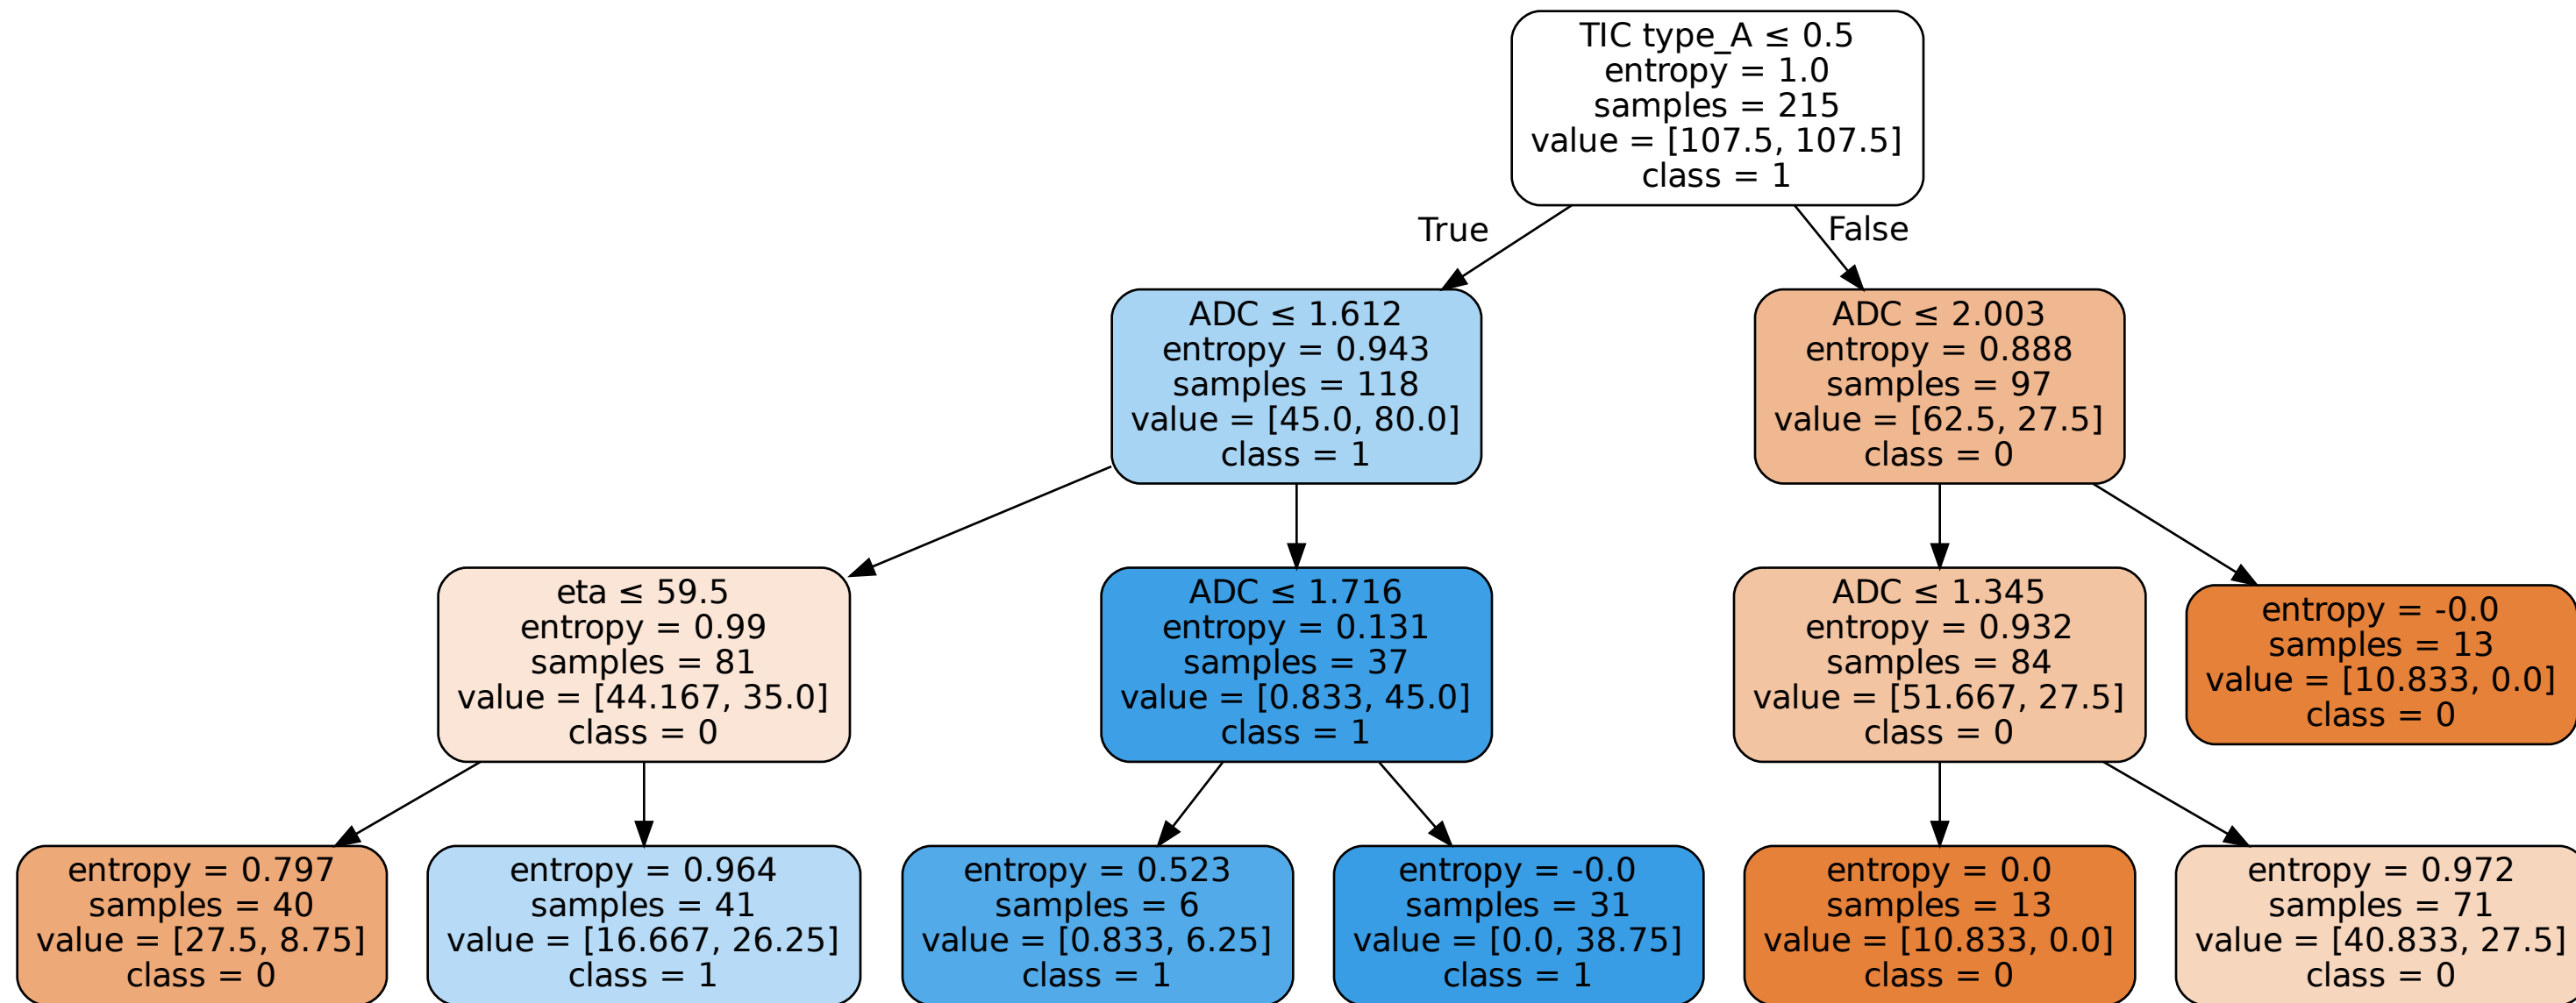 TIC type_A ≤ 0.5
entropy = 1.0
samples = 215
value = [107.5, 107.5]
class = 1
True
False
ADC ≤ 1.612
entropy = 0.943
samples = 118
value = [45.0, 80.0]
class = 1
ADC ≤ 2.003
entropy = 0.888
samples = 97
value = [62.5, 27.5]
class = 0
eta ≤ 59.5
entropy = 0.99
samples = 81
value = [44.167, 35.0]
class = 0
ADC ≤ 1.716
entropy = 0.131
samples = 37
value = [0.833, 45.0]
class = 1
ADC ≤ 1.345
entropy = 0.932
samples = 84
value = [51.667, 27.5]
class = 0
entropy = -0.0
samples = 13
value = [10.833, 0.0]
class = 0
entropy = 0.797
samples = 40
value = [27.5, 8.75]
class = 0
entropy = 0.964
samples = 41
value = [16.667, 26.25]
class = 1
entropy = 0.523
samples = 6
value = [0.833, 6.25]
class = 1
entropy = -0.0
samples = 31
value = [0.0, 38.75]
class = 1
entropy = 0.0
samples = 13
value = [10.833, 0.0]
class = 0
entropy = 0.972
samples = 71
value = [40.833, 27.5]
class = 0